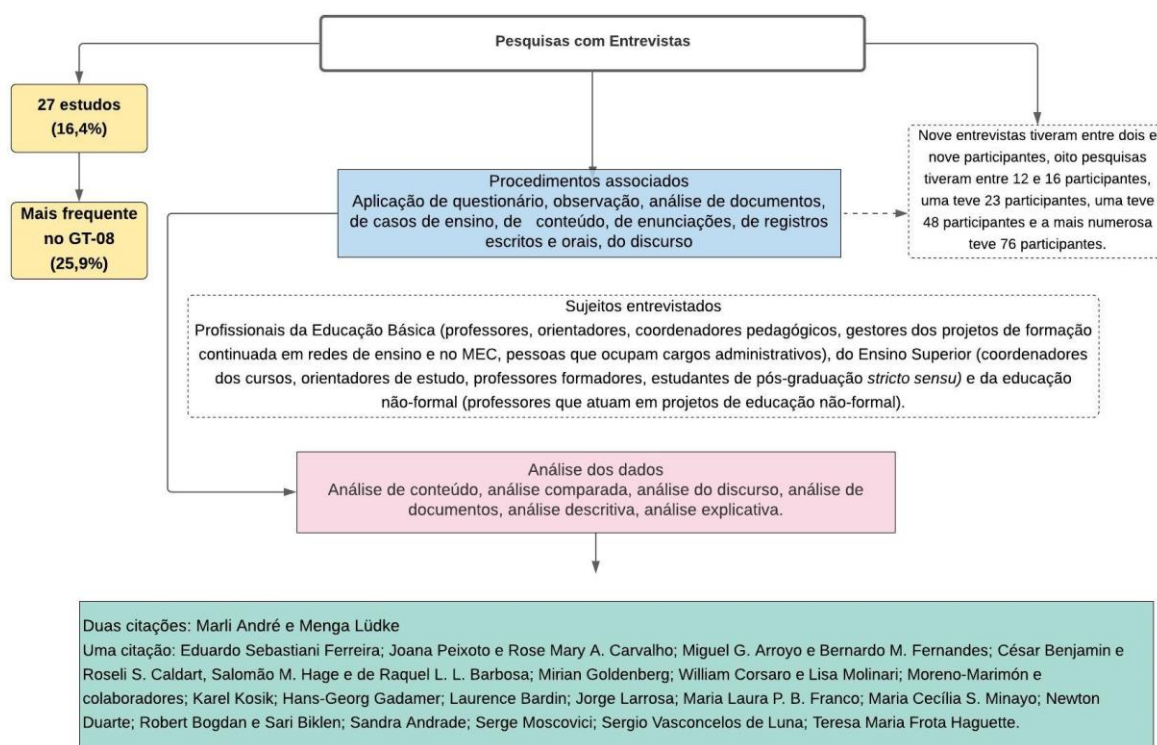 Pesquisas com Entrevistas
27 estudos
(16,4%)
Mais frequente
no GT-08
(25,9%)
Nove entrevistas tiveram entre dois e
nove participantes, oito pesquisas
tiveram entre 12 e 16 participantes,
uma teve 23 participantes, uma teve
48 participantes e a mais numerosa
teve 76 participantes.
Procedimentos associados
Aplicação de questionário, observação, análise de documentos,
de casos de ensino, de conteúdo, de enunciações, de registros
escritos e orais, do discurso
Sujeitos entrevistados
Profissionais da Educação Básica (professores, orientadores, coordenadores pedagógicos, gestores dos projetos de formação
continuada em redes de ensino e no MEC, pessoas que ocupam cargos administrativos), do Ensino Superior (coordenadores
dos cursos, orientadores de estudo, professores formadores, estudantes de pós-graduação stricto sensu) e da educação
não-formal (professores que atuam em projetos de educação não-formal).
Análise dos dados
Análise de conteúdo, análise comparada, análise do discurso, análise de
documentos, análise descritiva, análise explicativa.
Duas citações: Marli André e Menga Lüdke
Uma citação: Eduardo Sebastiani Ferreira; Joana Peixoto e Rose Mary A. Carvalho; Miguel G. Arroyo e Bernardo M. Fernandes; César Benjamin e
Roseli S. Caldart, Salomão M. Hage e de Raquel L. L. Barbosa; Mirian Goldenberg; William Corsaro e Lisa Molinari; Moreno-Marimón e
colaboradores; Karel Kosik; Hans-Georg Gadamer; Laurence Bardin; Jorge Larrosa; Maria Laura P. B. Franco; Maria Cecília S. Minayo; Newton
Duarte; Robert Bogdan e Sari Biklen; Sandra Andrade; Serge Moscovici; Sergio Vasconcelos de Luna; Teresa Maria Frota Haguette.